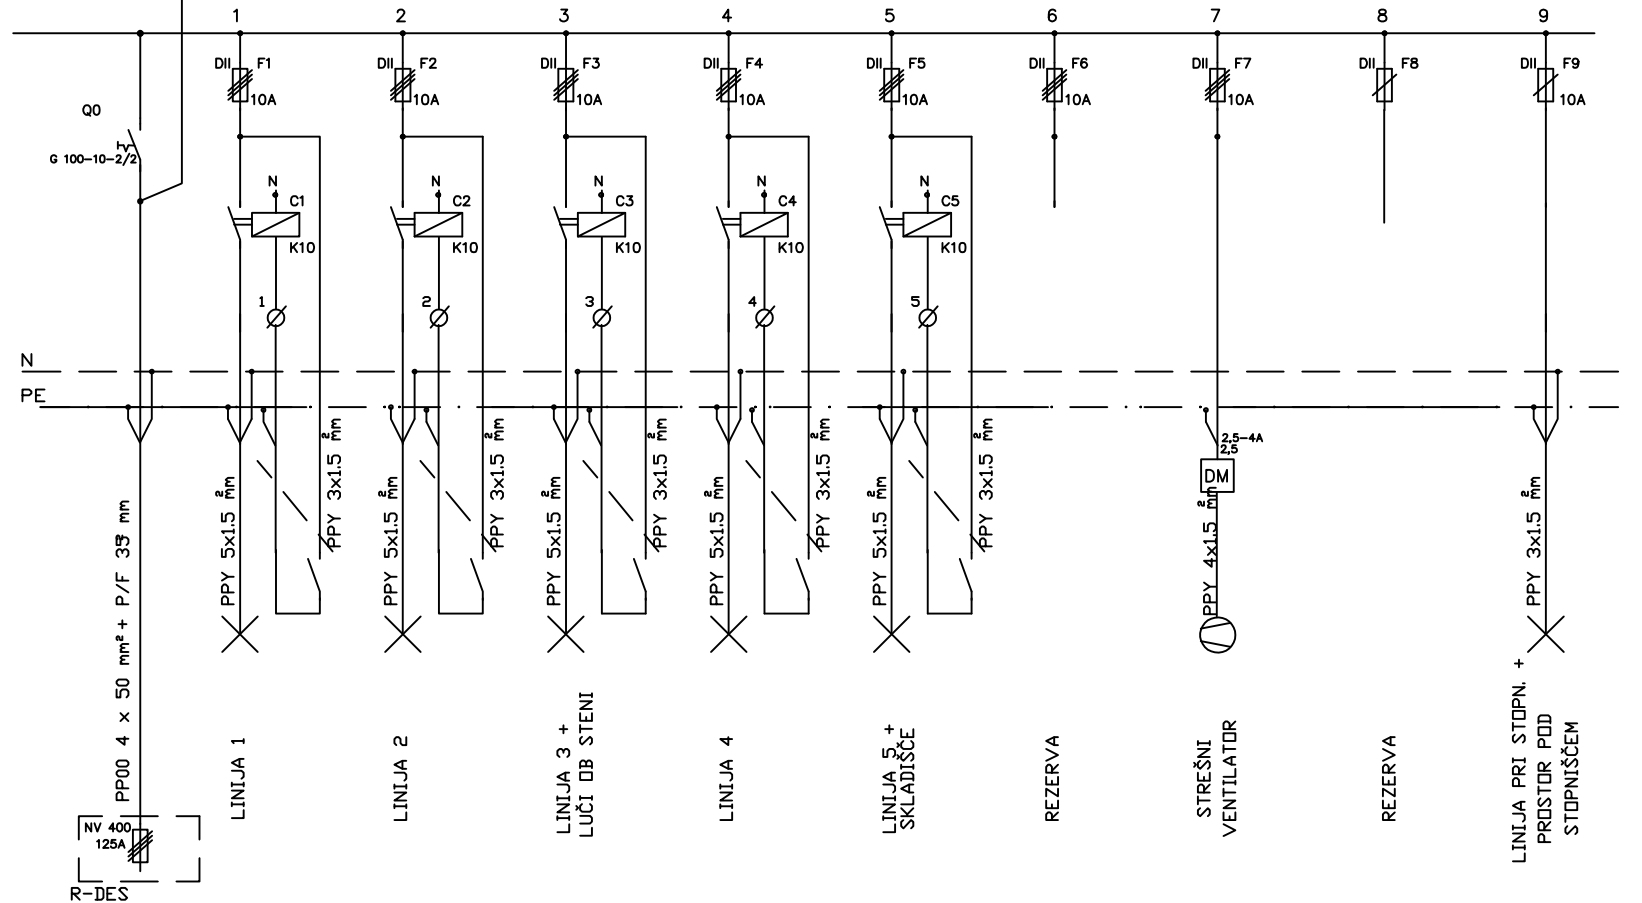 1 2 3 4 5 6 7 8 9
DII F1 10A
DII F2 10A
DII F3 10A
DII F4 10A
DII F5 10A
DII F6 10A
DII F7 10A
DII F8
DII F9 10A
Q0
G 100-10-2/2
N C1 K10
N C2 K10
N C3 K10
N C4 K10
N C5 K10
1 2 3 4 5
N
PE
PP00 4 x 50 mm² + P/F 35 mm²
PPY 5x1.5 mm²
PPY 3x1.5 mm²
PPY 5x1.5 mm²
PPY 3x1.5 mm²
PPY 5x1.5 mm²
PPY 3x1.5 mm²
PPY 5x1.5 mm²
PPY 3x1.5 mm²
PPY 5x1.5 mm²
PPY 3x1.5 mm²
2,5-4A
2,5
DM
PPY 4x1.5 mm²
PPY 3x1.5 mm²
LINIJA 1
LINIJA 2
LINIJA 3 +
LUČI OB STENI
LINIJA 4
LINIJA 5 +
SKLADIŠČE
REZERVA
STREŠNI
VENTILATOR
REZERVA
LINIJA PRI STOPN. +
PROSTOR POD
STOPNIŠČEM
NV 400
125A
R-DES